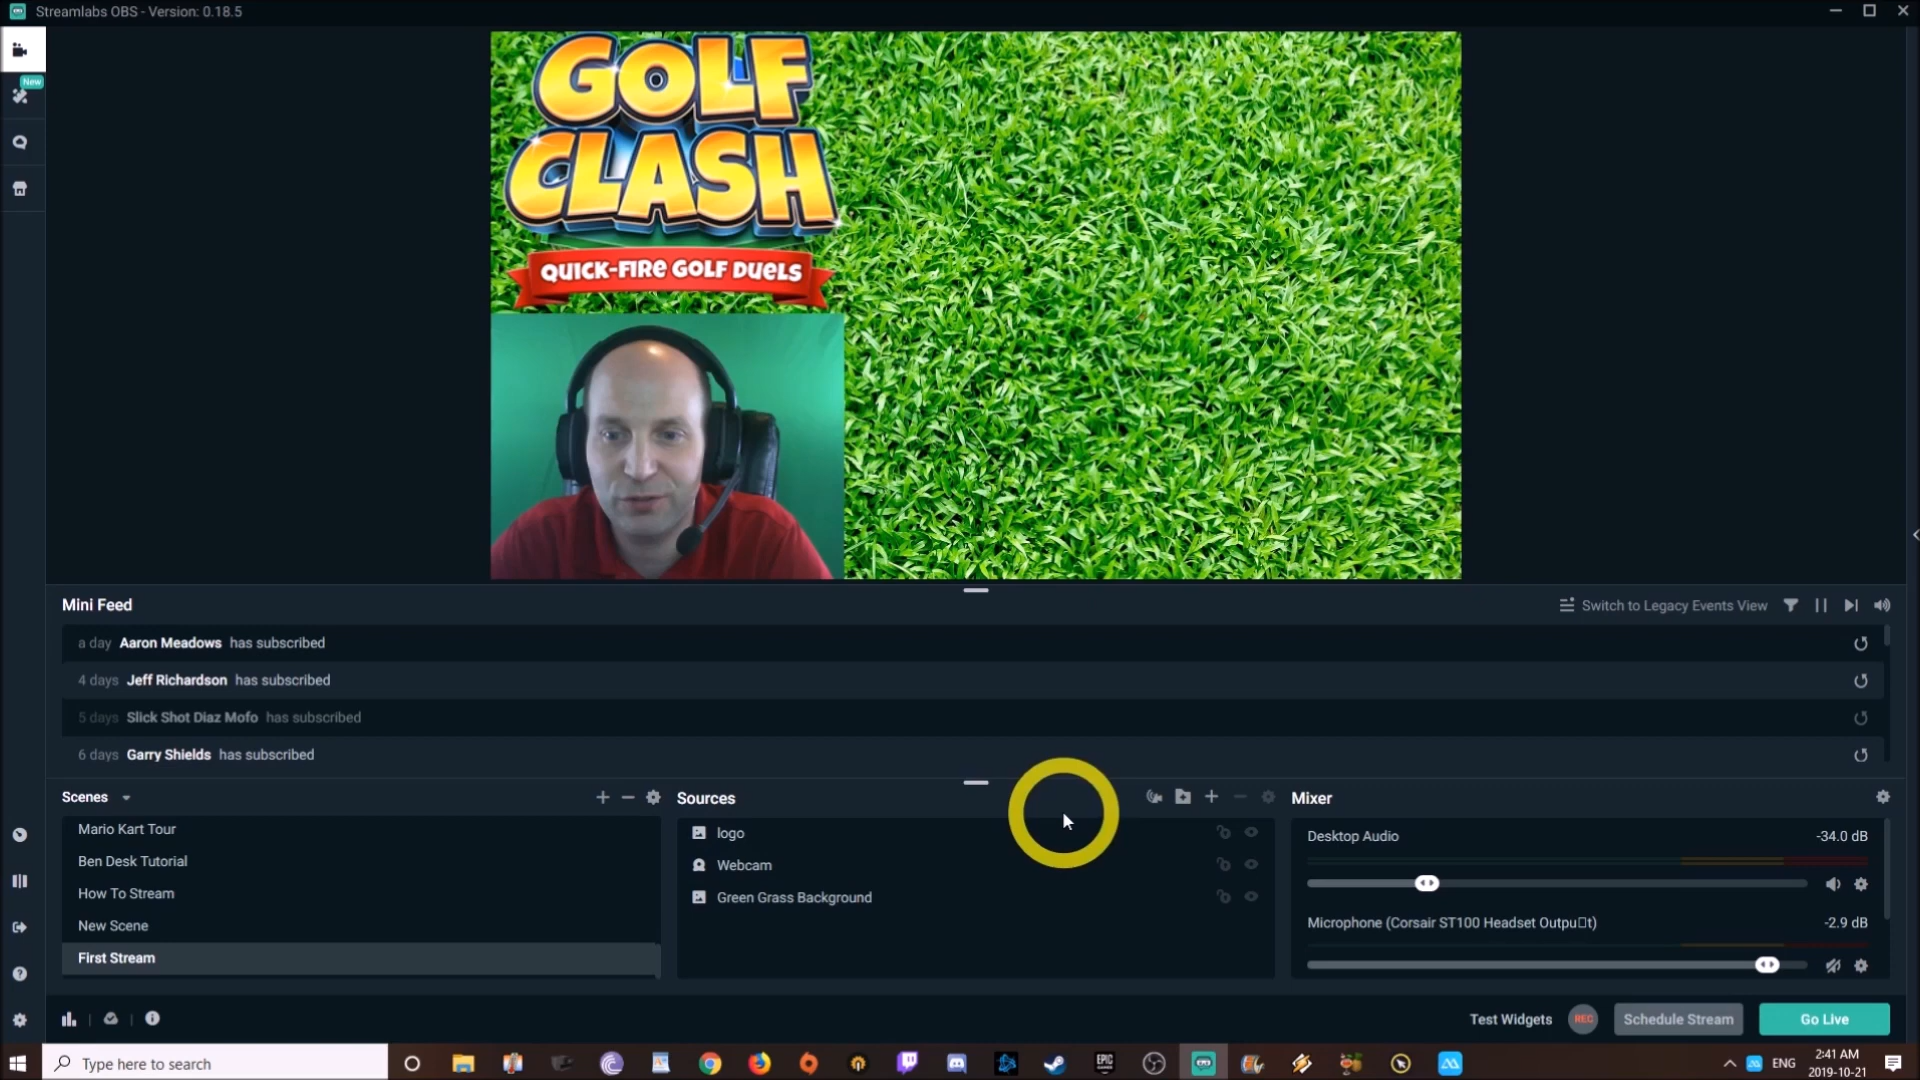 Streamlabs OBS - Version: 0.18.5
New
GOLF
CLASH
QUICK-FIRE GOLF DUELS
Mini Feed
Switch to Legacy Events View
a day Aaron Meadows has subscribed
4 days Jeff Richardson has subscribed
5 days Slick Shot Diaz Mofo has subscribed
6 days Garry Shields has subscribed
Scenes
Mario Kart Tour
Ben Desk Tutorial
How To Stream
New Scene
First Stream
Sources
logo
Webcam
Green Grass Background
Mixer
Desktop Audio -34.0 dB
Microphone (Corsair ST100 Headset Outpu□t) -2.9 dB
Test Widgets
REC
Schedule Stream
Go Live
Type here to search
EPIC
ENG
2:41 AM
2019-10-21